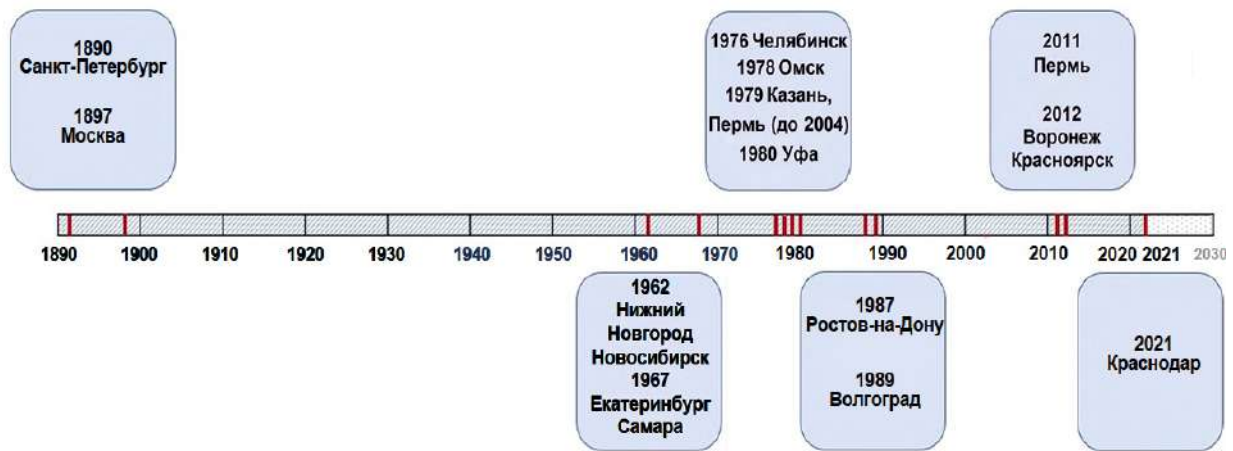 1890
Санкт-Петербург
1897
Москва
1976 Челябинск
1978 Омск
1979 Казань,
Пермь (до 2004)
1980 Уфа
2011
Пермь
2012
Воронеж
Красноярск
1890 1900 1910 1920 1930 1940 1950 1960 1970 1980 1990 2000 2010 2020 2021 2030
1962
Нижний
Новгород
Новосибирск
1967
Екатеринбург
Самара
1987
Ростов-на-Дону
1989
Волгоград
2021
Краснодар